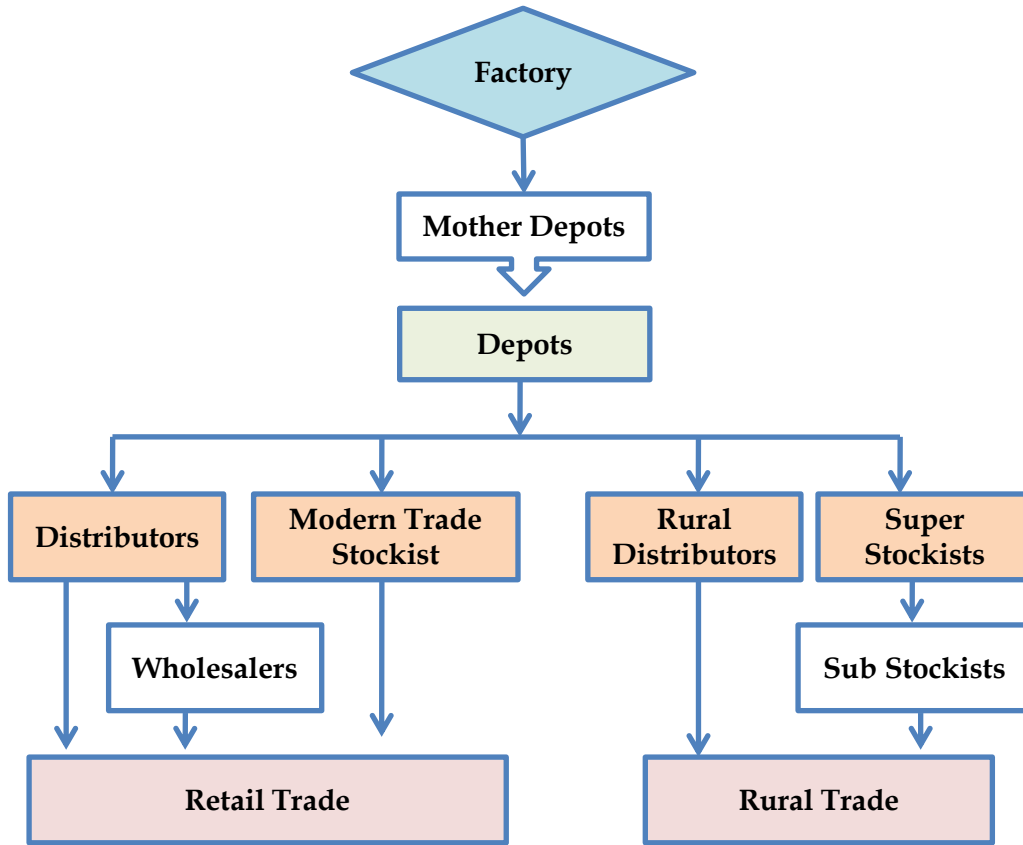 Factory
Mother Depots
Depots
Distributors
Modern Trade
Stockist
Rural
Distributors
Super
Stockists
Wholesalers
Sub Stockists
Retail Trade
Rural Trade